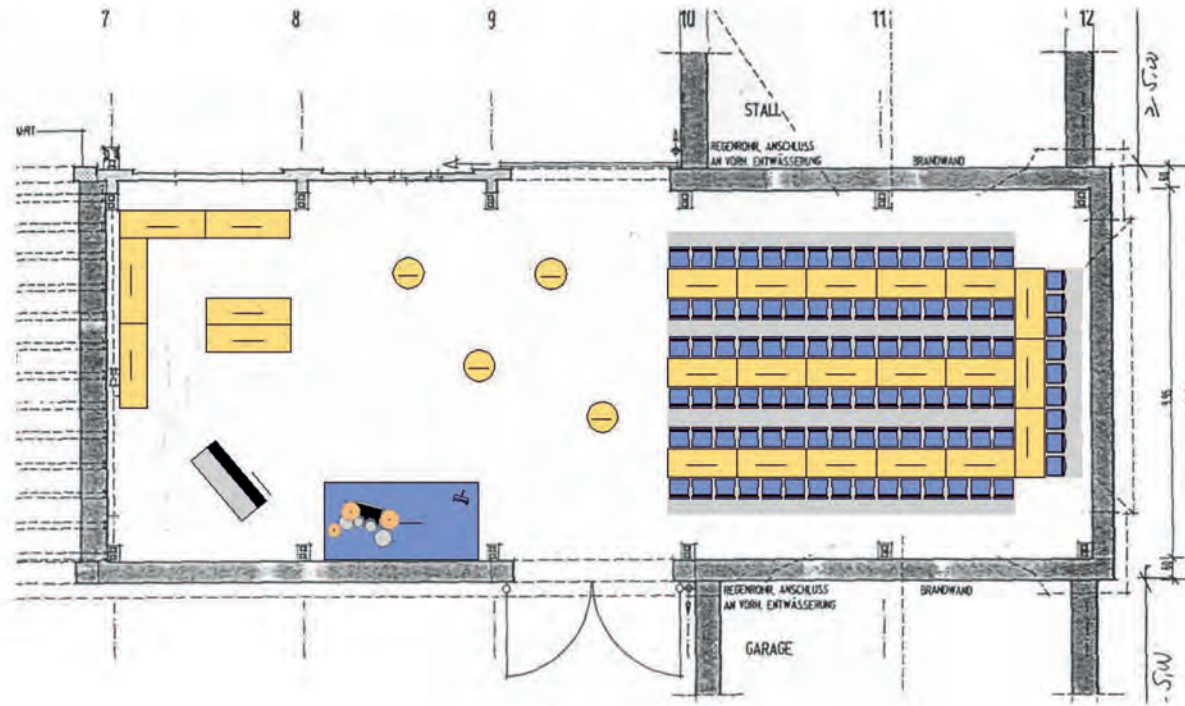 7 8 9 10 11 12
STALL
REGENROHR, ANSCHLUSS
AN VORH. ENTWÄSSERUNG
BRANDWAND
REGENROHR, ANSCHLUSS
AN VORH. ENTWÄSSERUNG
BRANDWAND
GARAGE